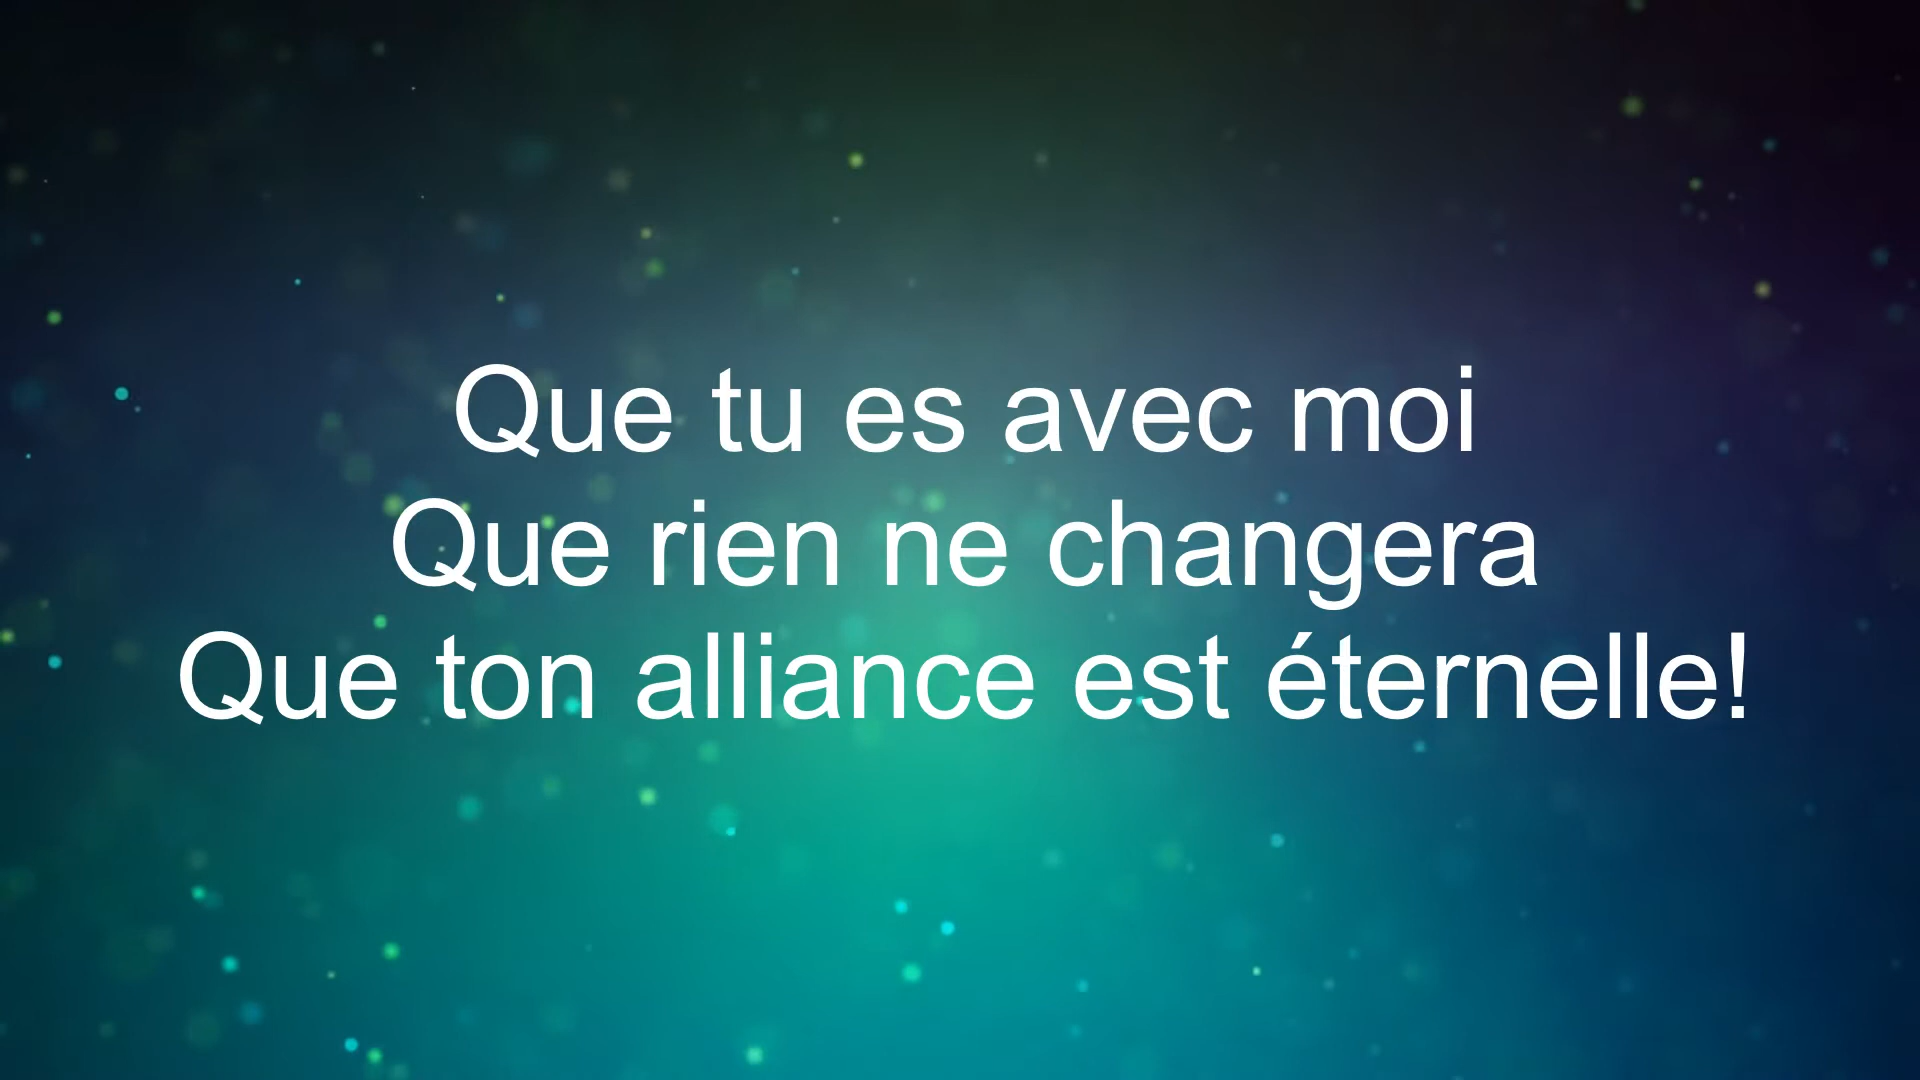 Que tu es avec moi
Que rien ne changera
Que ton alliance est éternelle!